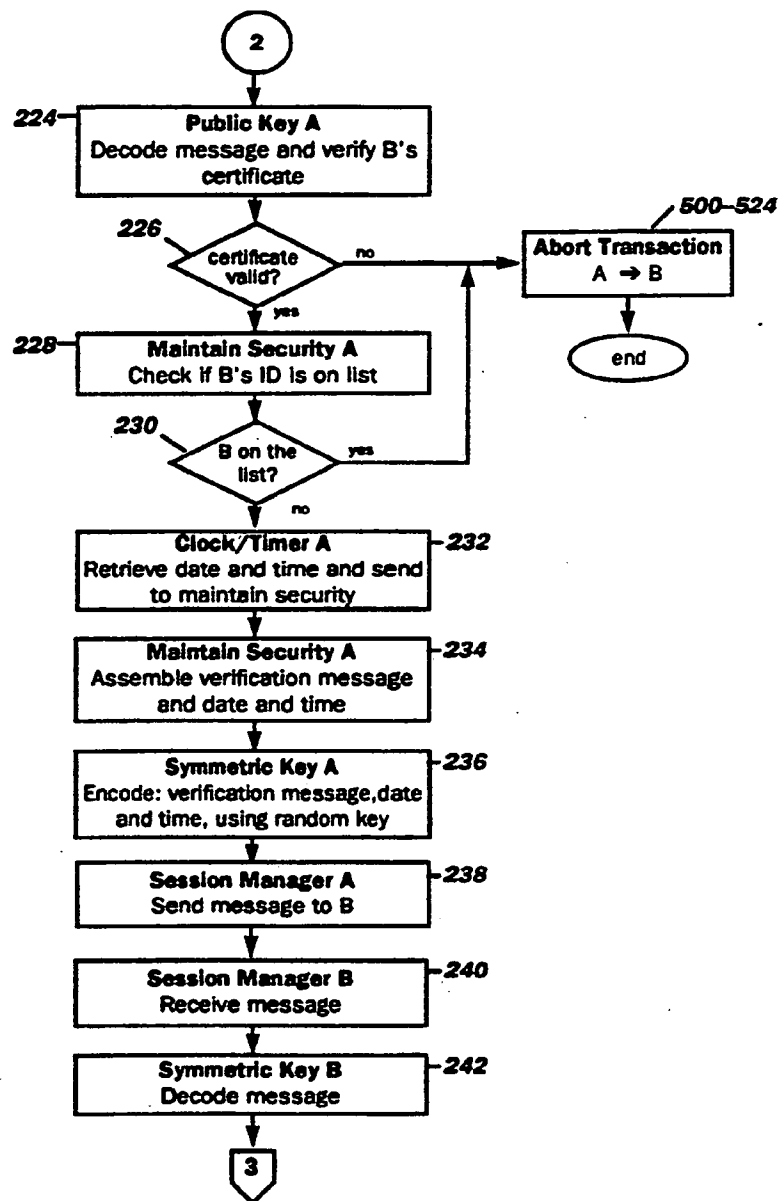 2
224
Public Key A
Decode message and verify B's
certificate
226
certificate
valid?
no
yes
500–524
Abort Transaction
A → B
end
228
Maintain Security A
Check if B's ID is on list
230
B on the
list?
yes
no
Clock/Timer A
Retrieve date and time and send
to maintain security
232
Maintain Security A
Assemble verification message
and date and time
234
Symmetric Key A
Encode: verification message,date
and time, using random key
236
Session Manager A
Send message to B
238
Session Manager B
Receive message
240
Symmetric Key B
Decode message
242
3